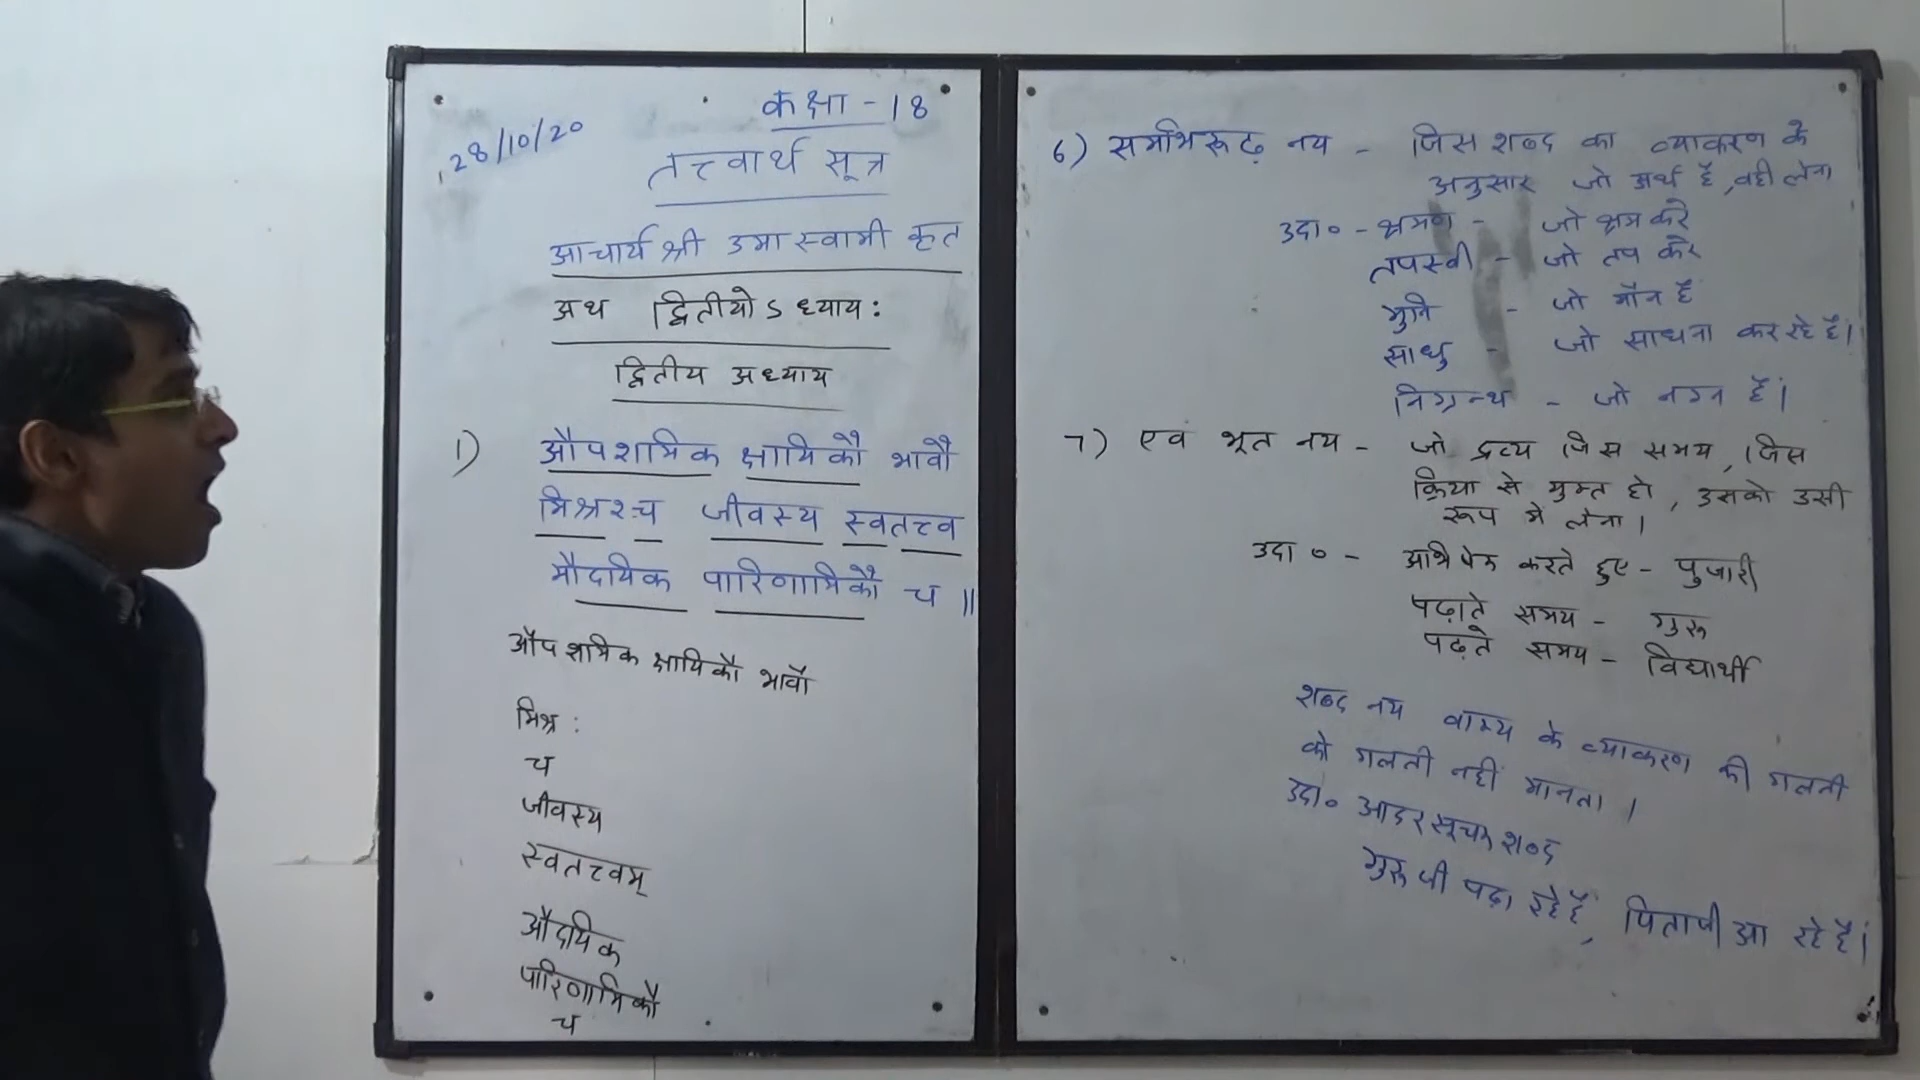 कक्षा - 18
28/10/20
तत्त्वार्थ सूत्र
आचार्य श्री उमास्वामी कृत
अथ द्वितीयोऽध्यायः
द्वितीय अध्याय
1) औपशमिक क्षायिकौ भावौ
मिश्रश्च जीवस्य स्वतत्त्व
मौदयिक पारिणामिकौ च ॥
औपशमिक क्षायिकौ भावौ
मिश्रः
च
जीवस्य
स्वतत्त्वम्
औदयिक
पारिणामिकौ
च
6) समभिरूढ़ नय - जिस शब्द का व्याकरण के
अनुसार जो अर्थ है, वही लेना
उदा० - श्रमण - जो श्रम करे
तपस्वी - जो तप करे
मुनि - जो मौन हैं
साधु - जो साधना कर रहे हैं।
निग्रन्थ - जो नग्न हैं।
7) एवं भूत नय - जो द्रव्य जिस समय, जिस
क्रिया से युक्त हो, उसको उसी
रूप में लेना।
उदा० - अभिषेक करते हुए - पुजारी
पढ़ाते समय - गुरू
पढ़ते समय - विद्यार्थी
शब्द नय वाक्य के व्याकरण की गलती
को गलती नहीं मानता।
उदा० आदर सूचक शब्द
गुरू जी पढ़ा रहे हैं, पिताजी आ रहे हैं।